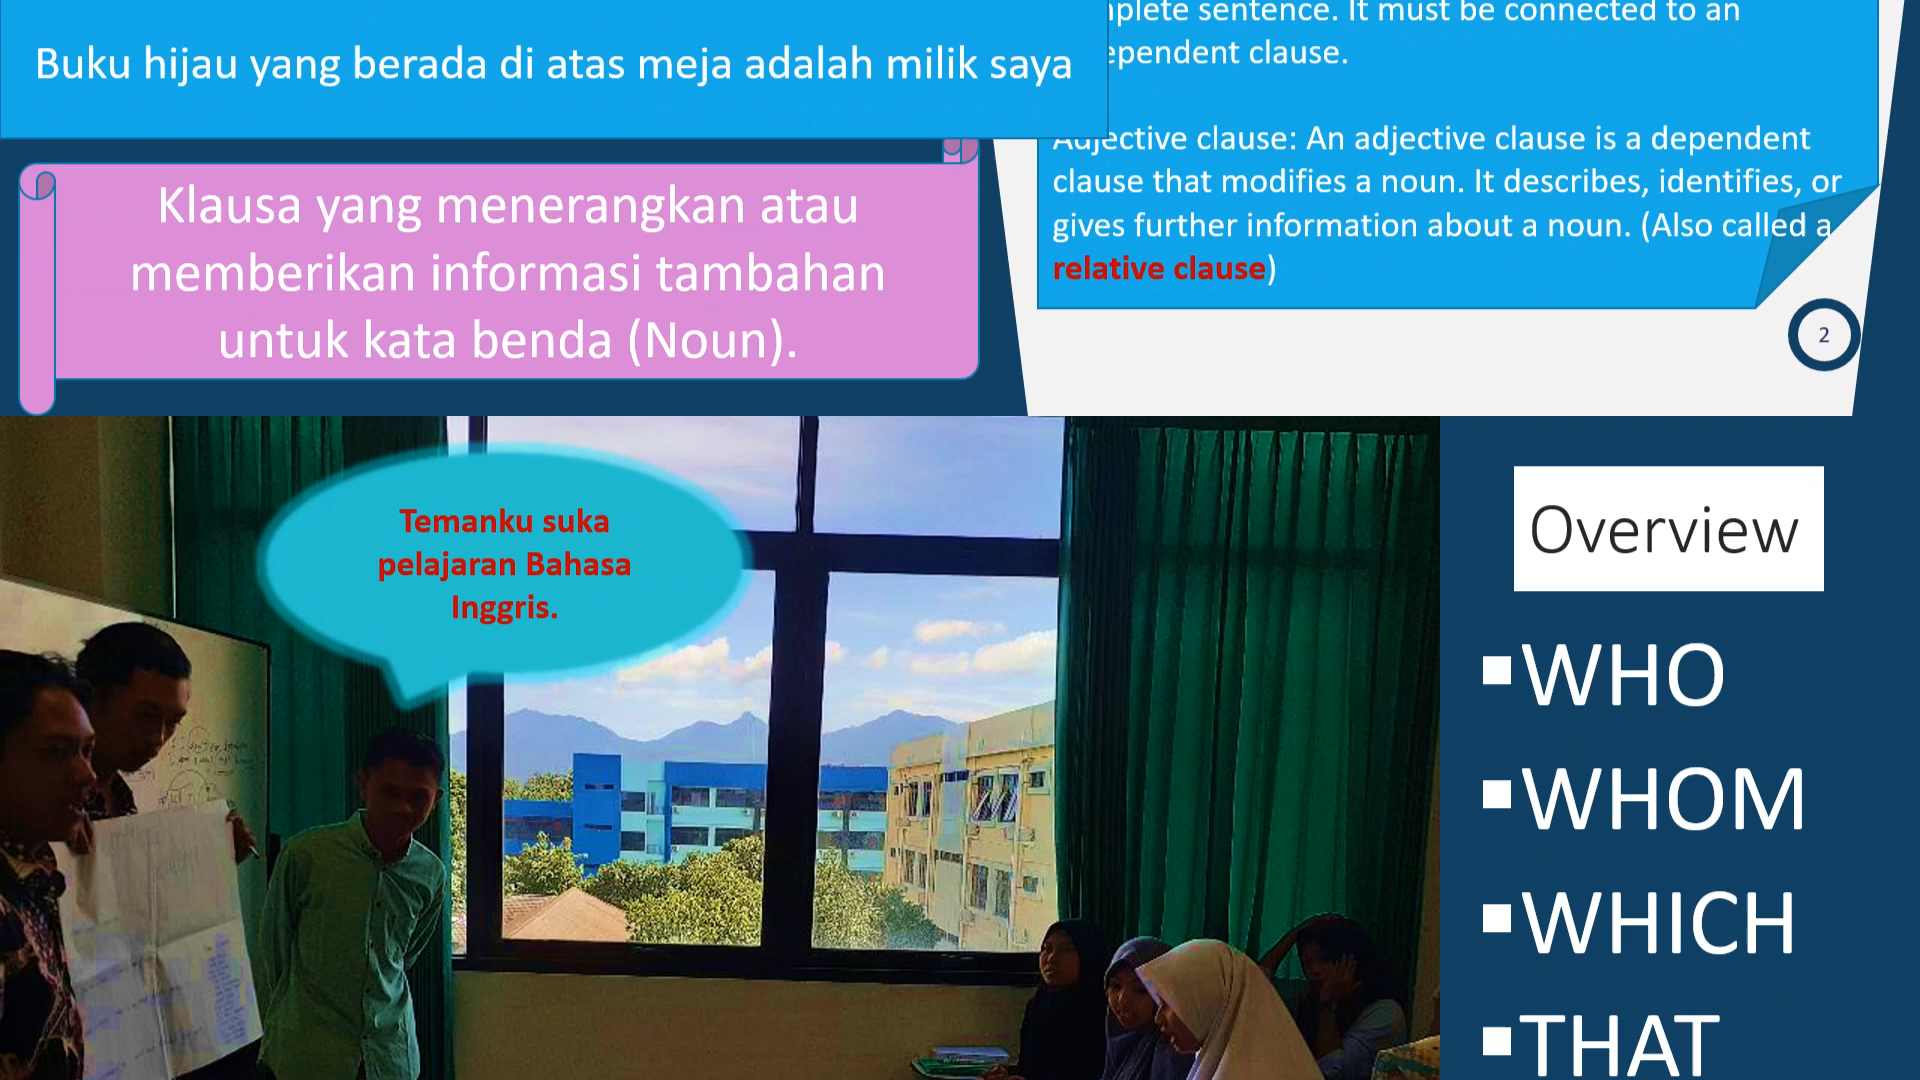 Buku hijau yang berada di atas meja adalah milik saya
Klausa yang menerangkan atau
memberikan informasi tambahan
untuk kata benda (Noun).
sentence. It must be connected to an
clause.
Adjective clause: An adjective clause is a dependent
clause that modifies a noun. It describes, identifies, or
gives further information about a noun. (Also called a
relative clause)
2
Temanku suka
pelajaran Bahasa
Inggris.
Overview
▪WHO
▪WHOM
▪WHICH
▪THAT